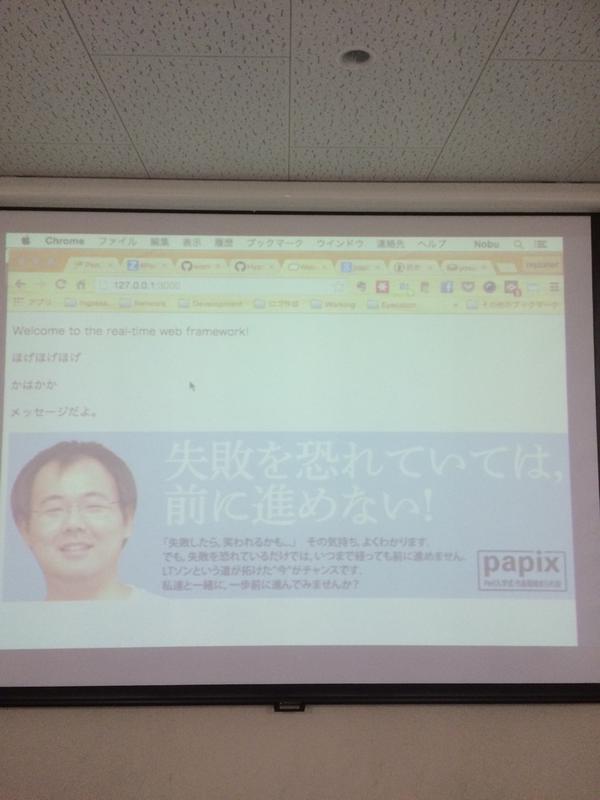 Chrome ファイル 編集 表示 履歴 ブックマーク ウインドウ 連絡先 ヘルプ Nobu
127.0.0.1:3000
アプリ Network Development ロゴ作成 Working Execution » その他のブックマーク
Welcome to the real-time web framework!
ほげほげほげ
かばかか
メッセージだよ。
失敗を恐れていては,
前に進めない!
「失敗したら, 笑われるかも...」 その気持ち, よくわかります.
でも, 失敗を恐れているだけでは, いつまで経っても前に進めません.
LTソンという道が拓けた“今”がチャンスです.
私達と一緒に, 一歩前に進んでみませんか?
papix